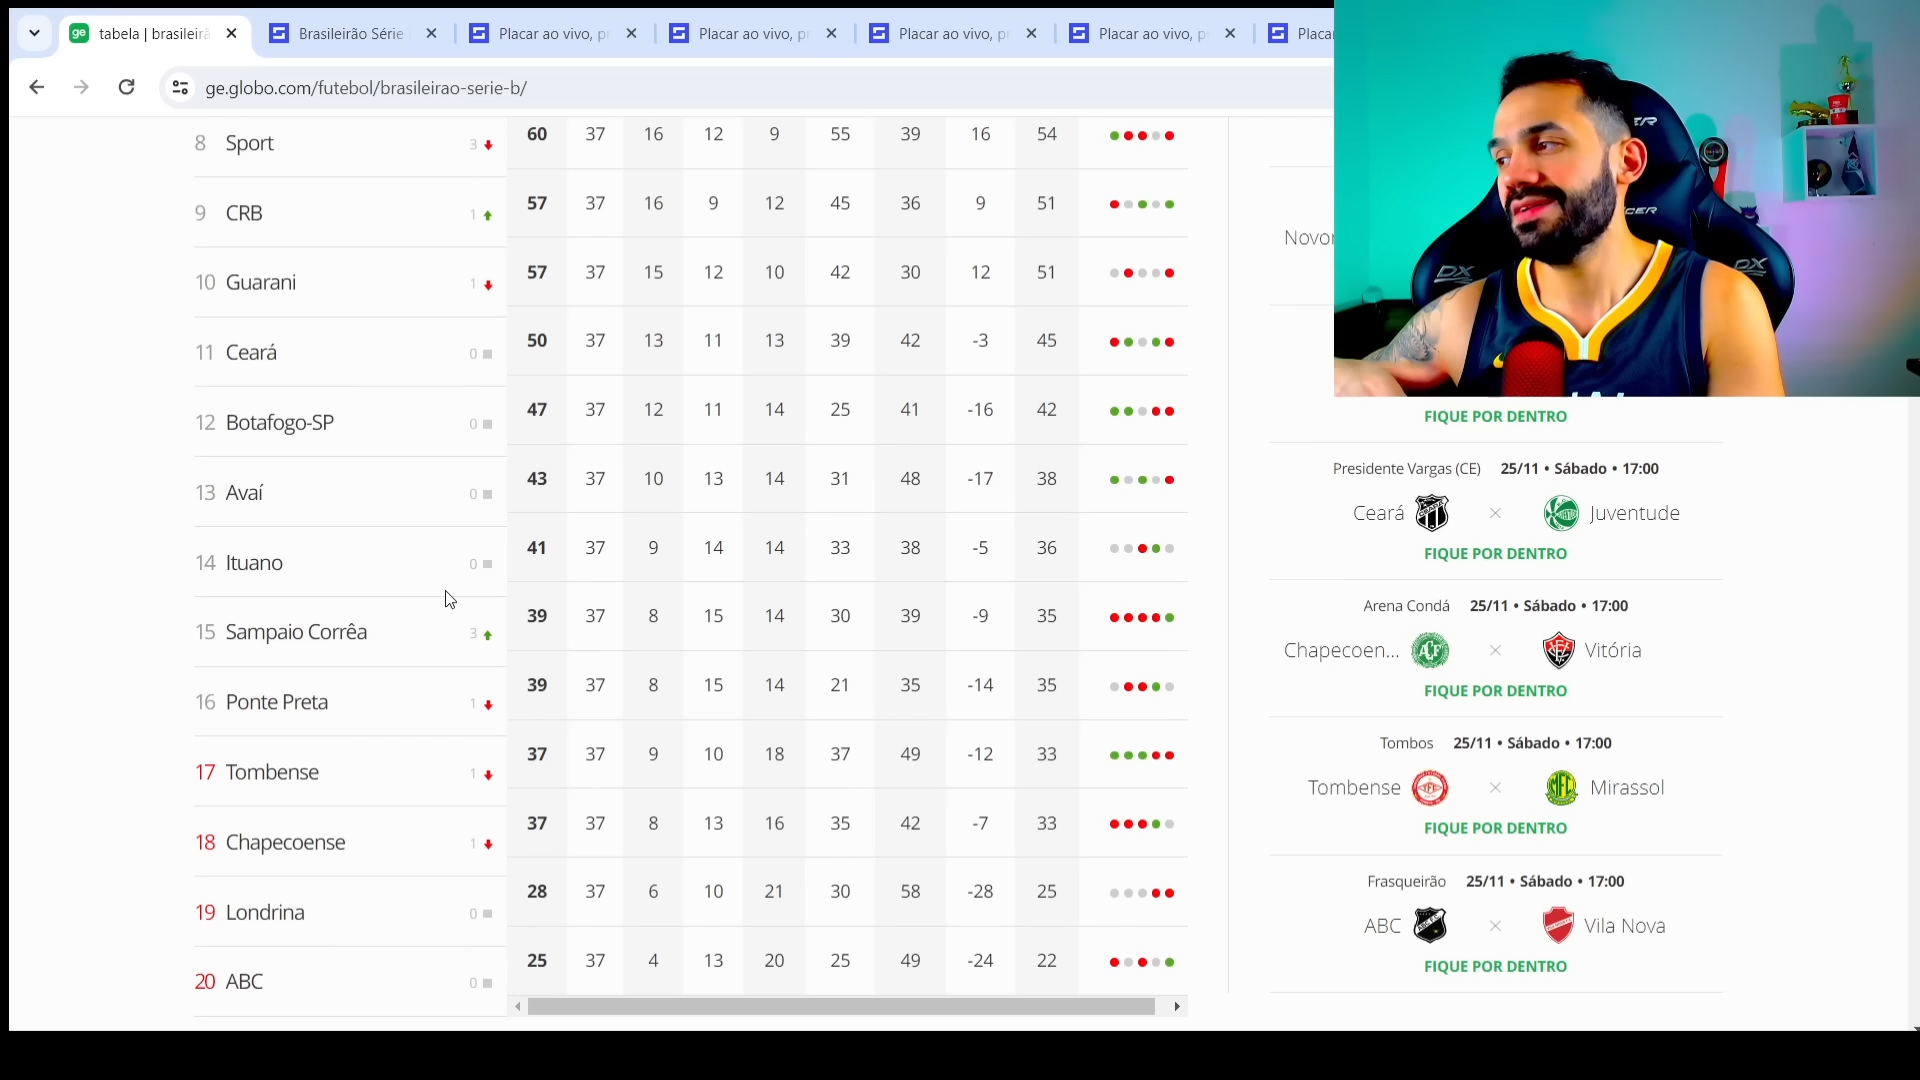 tabela | brasileirã
Brasileirão Série
Placar ao vivo, p
Placar ao vivo, p
Placar ao vivo, p
Placar ao vivo, p
Placar
ge.globo.com/futebol/brasileirao-serie-b/
8 Sport 3 60 37 16 12 9 55 39 16 54
9 CRB 1 57 37 16 9 12 45 36 9 51
10 Guarani 1 57 37 15 12 10 42 30 12 51
11 Ceará 0 50 37 13 11 13 39 42 -3 45
12 Botafogo-SP 0 47 37 12 11 14 25 41 -16 42
13 Avaí 0 43 37 10 13 14 31 48 -17 38
14 Ituano 0 41 37 9 14 14 33 38 -5 36
15 Sampaio Corrêa 3 39 37 8 15 14 30 39 -9 35
16 Ponte Preta 1 39 37 8 15 14 21 35 -14 35
17 Tombense 1 37 37 9 10 18 37 49 -12 33
18 Chapecoense 1 37 37 8 13 16 35 42 -7 33
19 Londrina 0 28 37 6 10 21 30 58 -28 25
20 ABC 0 25 37 4 13 20 25 49 -24 22
FIQUE POR DENTRO
Presidente Vargas (CE) 25/11 • Sábado • 17:00
Ceará × Juventude
FIQUE POR DENTRO
Arena Condá 25/11 • Sábado • 17:00
Chapecoen... × Vitória
FIQUE POR DENTRO
Tombos 25/11 • Sábado • 17:00
Tombense × Mirassol
FIQUE POR DENTRO
Frasqueirão 25/11 • Sábado • 17:00
ABC × Vila Nova
FIQUE POR DENTRO
DX
DX